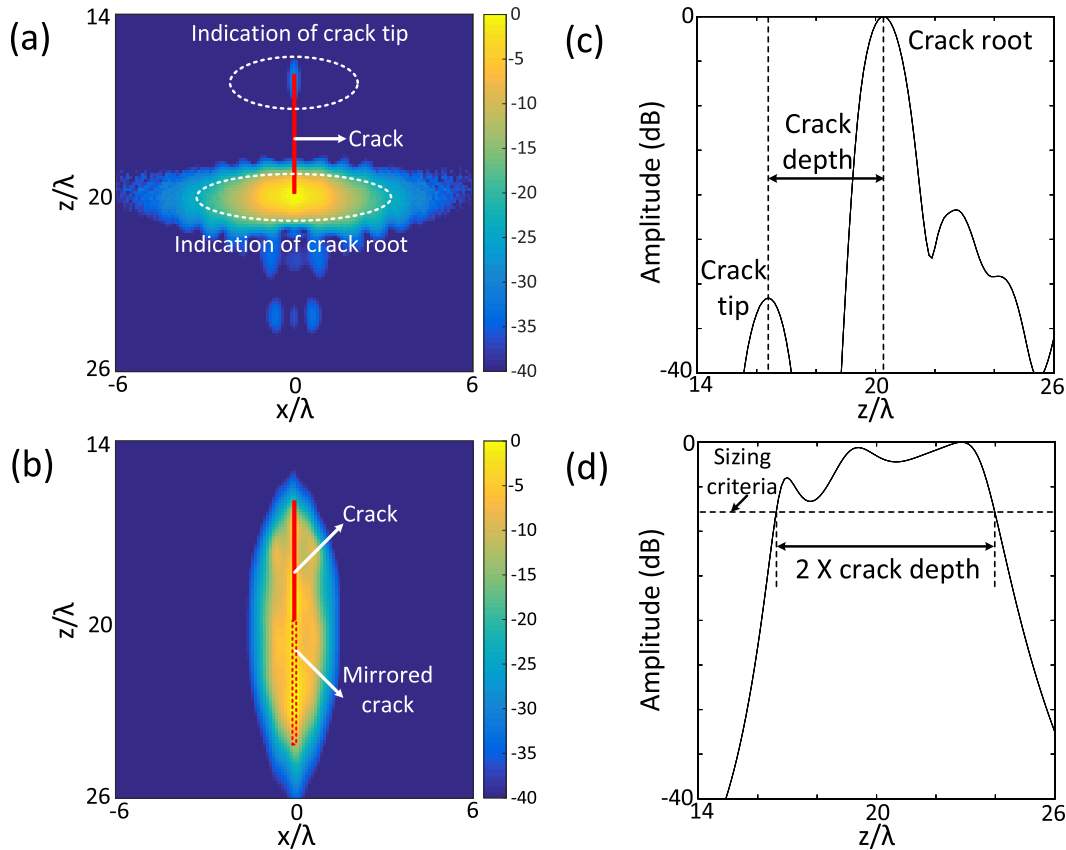 (a)
14
20
26
z/λ
-6
0
6
x/λ
Indication of crack tip
Crack
Indication of crack root
0
-5
-10
-15
-20
-25
-30
-35
-40
(c)
0
-40
Amplitude (dB)
Crack root
Crack
depth
Crack
tip
14
20
26
z/λ
(b)
14
20
26
z/λ
-6
0
6
x/λ
Crack
Mirrored
crack
0
-5
-10
-15
-20
-25
-30
-35
-40
(d)
0
-40
Amplitude (dB)
Sizing
criteria
2 X crack depth
14
20
26
z/λ